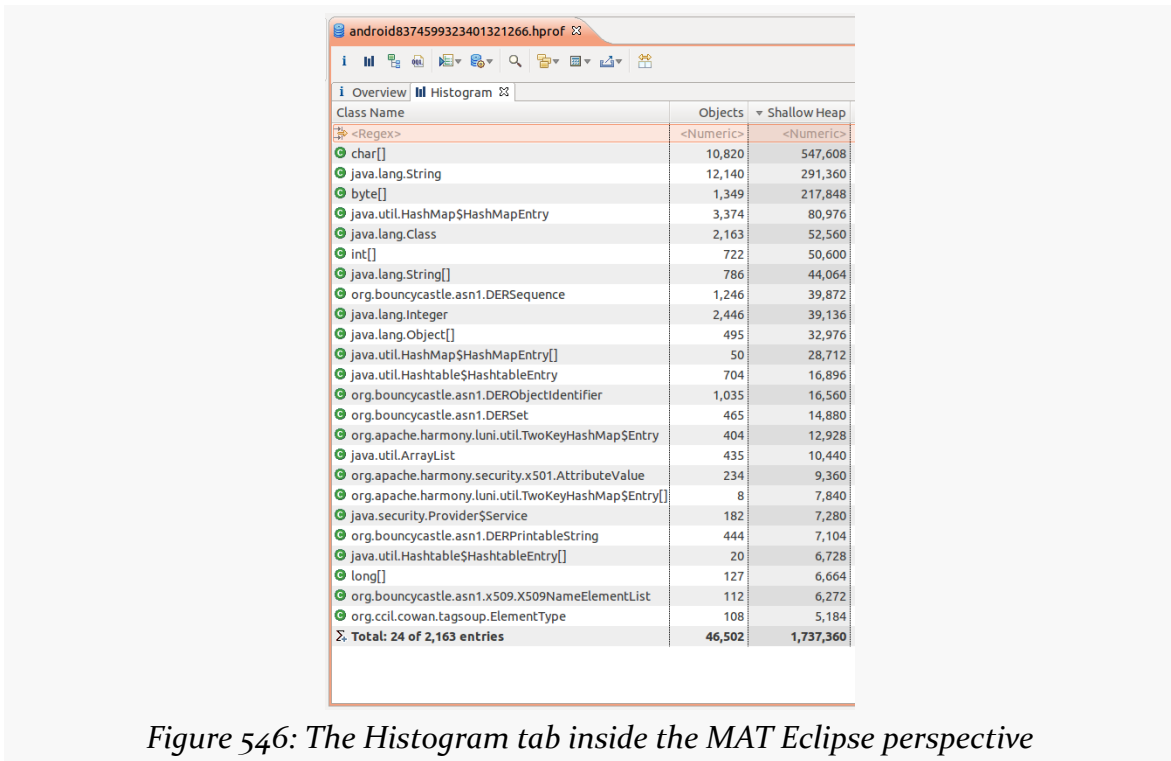 android8374599323401321266.hprof
i Overview Histogram
Class Name Objects Shallow Heap
<Regex> <Numeric> <Numeric>
char[] 10,820 547,608
java.lang.String 12,140 291,360
byte[] 1,349 217,848
java.util.HashMap$HashMapEntry 3,374 80,976
java.lang.Class 2,163 52,560
int[] 722 50,600
java.lang.String[] 786 44,064
org.bouncycastle.asn1.DERSequence 1,246 39,872
java.lang.Integer 2,446 39,136
java.lang.Object[] 495 32,976
java.util.HashMap$HashMapEntry[] 50 28,712
java.util.Hashtable$HashtableEntry 704 16,896
org.bouncycastle.asn1.DERObjectIdentifier 1,035 16,560
org.bouncycastle.asn1.DERSet 465 14,880
org.apache.harmony.luni.util.TwoKeyHashMap$Entry 404 12,928
java.util.ArrayList 435 10,440
org.apache.harmony.security.x501.AttributeValue 234 9,360
org.apache.harmony.luni.util.TwoKeyHashMap$Entry[] 8 7,840
java.security.Provider$Service 182 7,280
org.bouncycastle.asn1.DERPrintableString 444 7,104
java.util.Hashtable$HashtableEntry[] 20 6,728
long[] 127 6,664
org.bouncycastle.asn1.x509.X509NameElementList 112 6,272
org.ccil.cowan.tagsoup.ElementType 108 5,184
Total: 24 of 2,163 entries 46,502 1,737,360
Figure 546: The Histogram tab inside the MAT Eclipse perspective